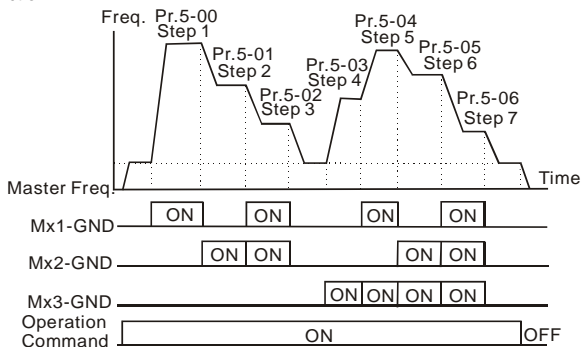 Freq.
Pr.5-00
Step 1
Pr.5-01
Step 2
Pr.5-02
Step 3
Pr.5-03
Step 4
Pr.5-04
Step 5
Pr.5-05
Step 6
Pr.5-06
Step 7
Time
Master Freq.
Mx1-GND ON ON ON ON
Mx2-GND ON ON ON ON
Mx3-GND ON ON ON ON
Operation
Command ON OFF